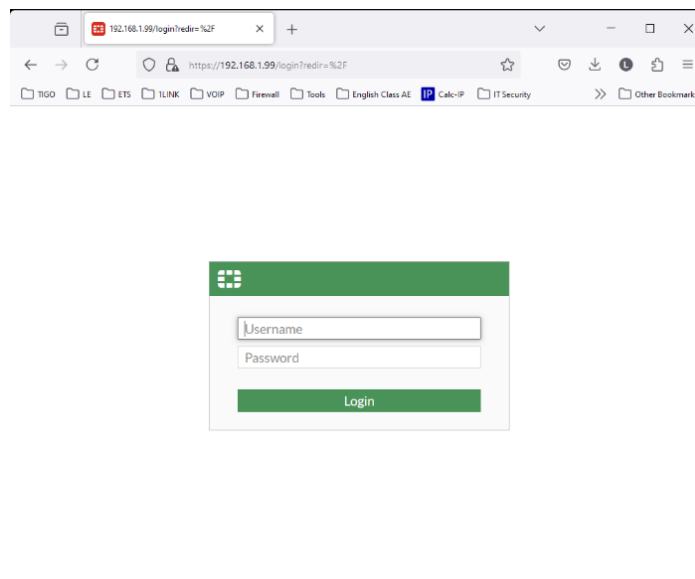 192.168.1.99/login?redir=%2F
https://192.168.1.99/login?redir=%2F
L
TIGO LE ETS 1LINK VOIP Firewall Tools English Class AE IP Calc-IP IT Security Other Bookmark
Username
Password
Login